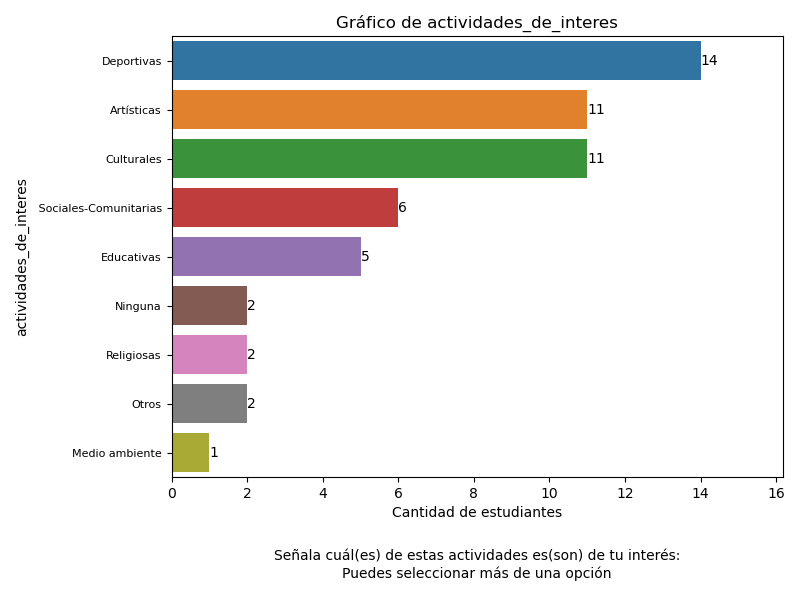 Gráfico de actividades_de_interes
Deportivas 14
Artísticas 11
Culturales 11
Sociales-Comunitarias 6
Educativas 5
Ninguna 2
Religiosas 2
Otros 2
Medio ambiente 1
actividades_de_interes
0 2 4 6 8 10 12 14 16
Cantidad de estudiantes
Señala cuál(es) de estas actividades es(son) de tu interés:
Puedes seleccionar más de una opción